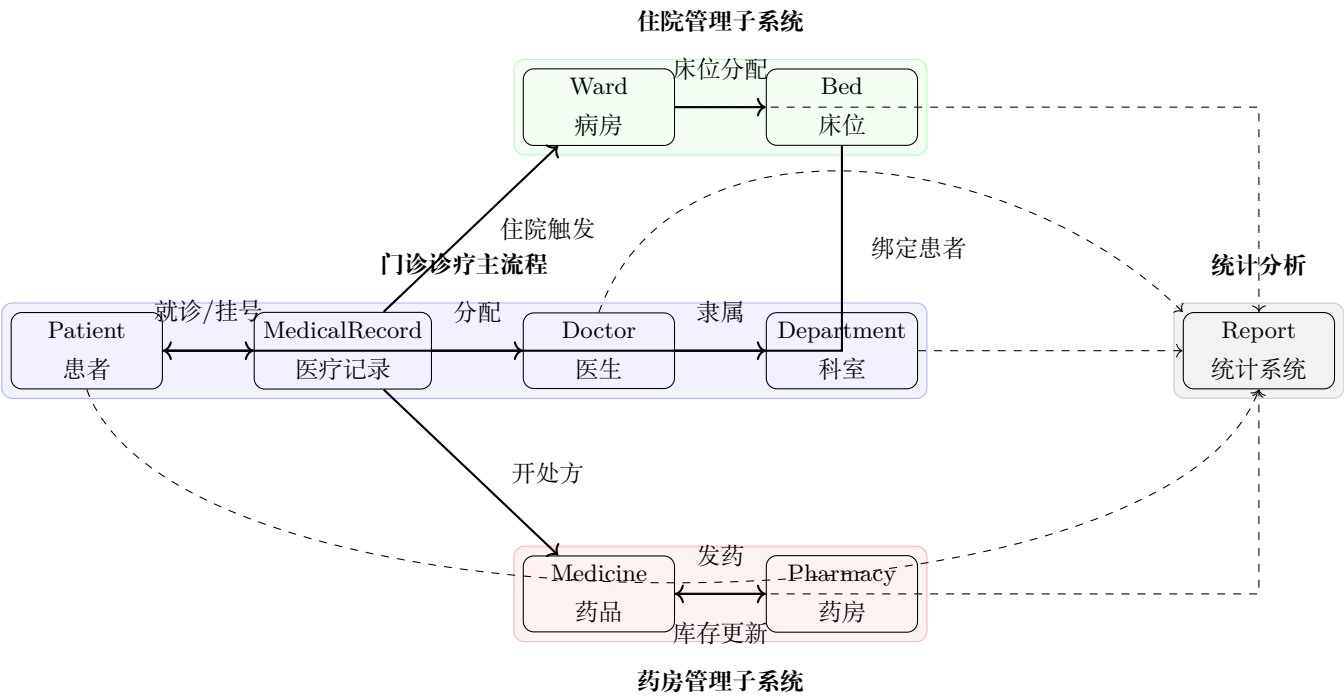 住院管理子系统
床位分配
Ward
病房
Bed
床位
住院触发
绑定患者
门诊诊疗主流程
统计分析
就诊/挂号
分配
隶属
Patient
患者
MedicalRecord
医疗记录
Doctor
医生
Department
科室
Report
统计系统
开处方
发药
Medicine
药品
Pharmacy
药房
库存更新
药房管理子系统